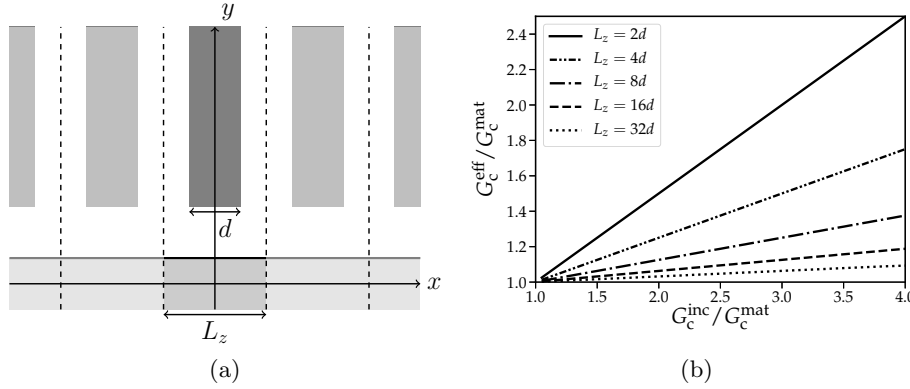 y
d
x
L_z
(a)
2.4
2.2
2.0
1.8
1.6
1.4
1.2
1.0
G_c^eff/G_c^mat
L_z = 2d
L_z = 4d
L_z = 8d
L_z = 16d
L_z = 32d
1.0 1.5 2.0 2.5 3.0 3.5 4.0
G_c^inc/G_c^mat
(b)